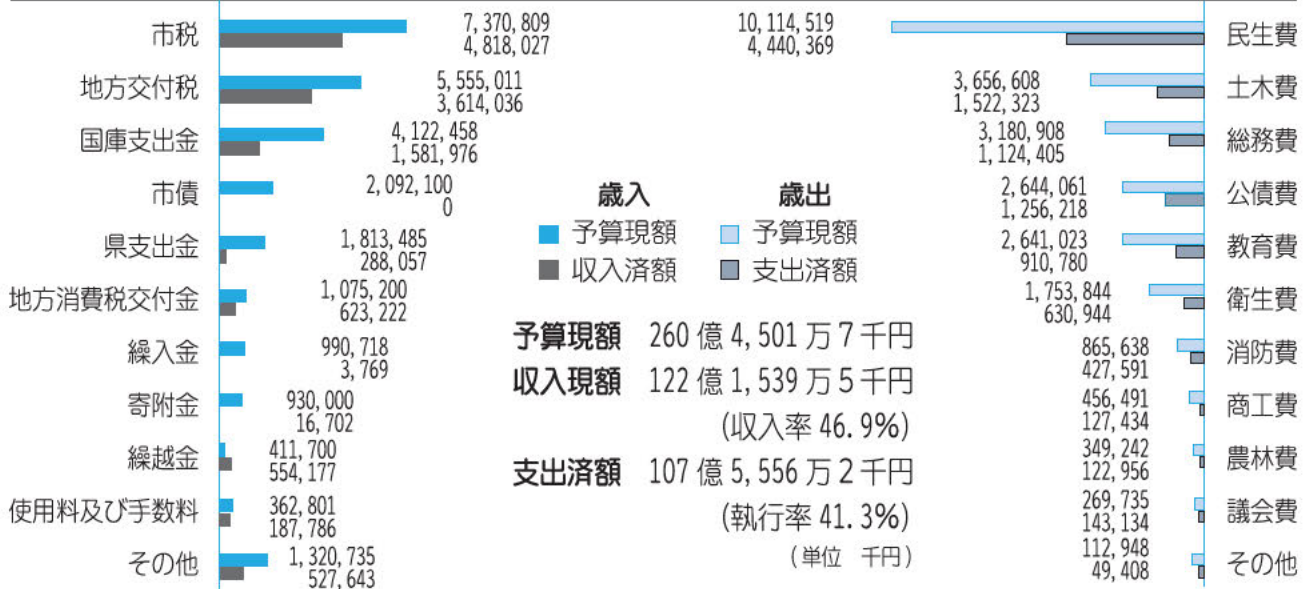 市税 7,370,809
4,818,027
地方交付税 5,555,011
3,614,036
国庫支出金 4,122,458
1,581,976
市債 2,092,100
0
県支出金 1,813,485
288,057
地方消費税交付金 1,075,200
623,222
繰入金 990,718
3,769
寄附金 930,000
16,702
繰越金 411,700
554,177
使用料及び手数料 362,801
187,786
その他 1,320,735
527,643
歳入 歳出
予算現額 予算現額
収入済額 支出済額
予算現額 260億4,501万7千円
収入現額 122億1,539万5千円
(収入率46.9%)
支出済額 107億5,556万2千円
(執行率41.3%)
(単位 千円)
10,114,519 民生費
4,440,369
3,656,608 土木費
1,522,323
3,180,908 総務費
1,124,405
2,644,061 公債費
1,256,218
2,641,023 教育費
910,780
1,753,844 衛生費
630,944
865,638 消防費
427,591
456,491 商工費
127,434
349,242 農林費
122,956
269,735 議会費
143,134
112,948 その他
49,408